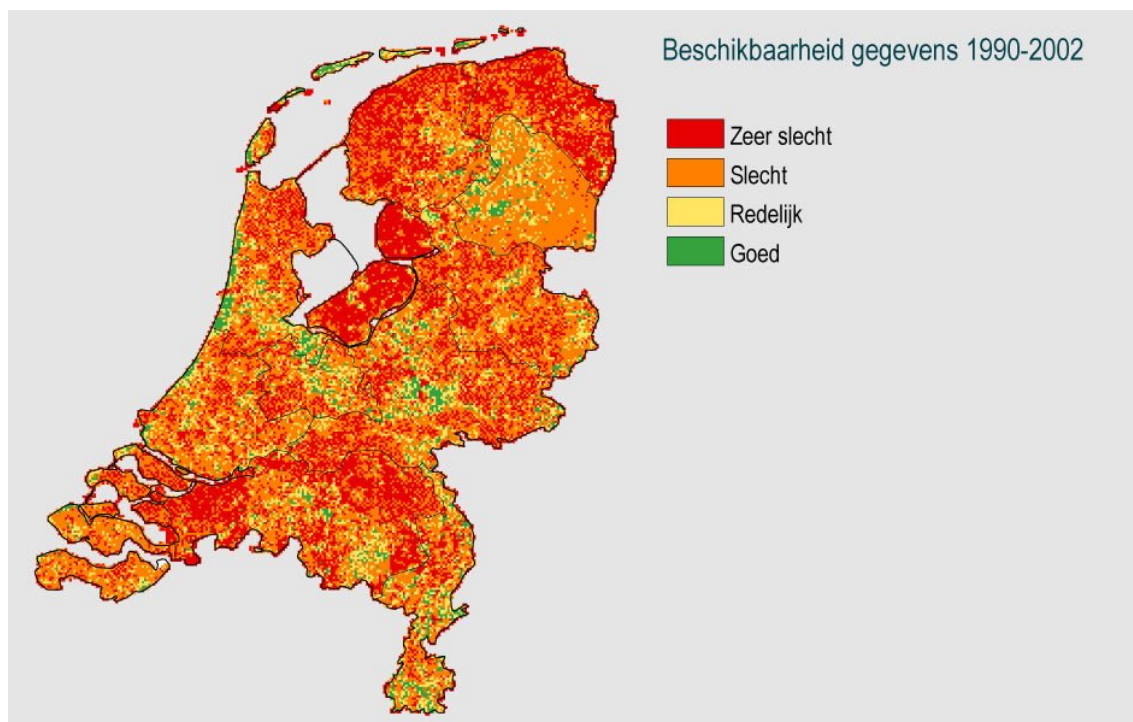 Beschikbaarheid gegevens 1990-2002
Zeer slecht
Slecht
Redelijk
Goed